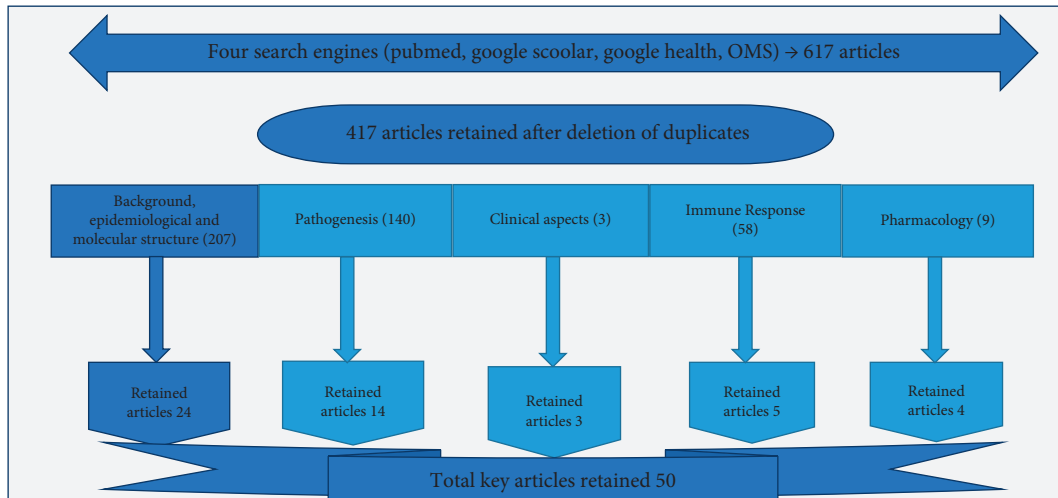 Four search engines (pubmed, google scoolar, google health, OMS) → 617 articles
417 articles retained after deletion of duplicates
Background,
epidemiological and
molecular structure (207)
Pathogenesis (140)
Clinical aspects (3)
Immune Response
(58)
Pharmacology (9)
Retained
articles 24
Retained
articles 14
Retained
articles 3
Retained
articles 5
Retained
articles 4
Total key articles retained 50